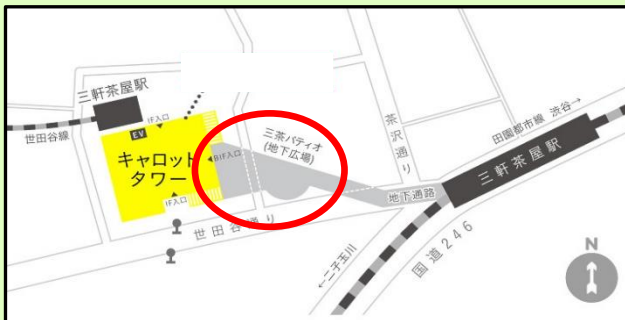 三軒茶屋駅
世田谷線
1F入口
EV
キャロット
タワー
B1F入口
1F入口
三茶パティオ
(地下広場)
茶沢通り
田園都市線 渋谷→
三軒茶屋駅
地下通路
世田谷通り
←二子玉川
国道246
N